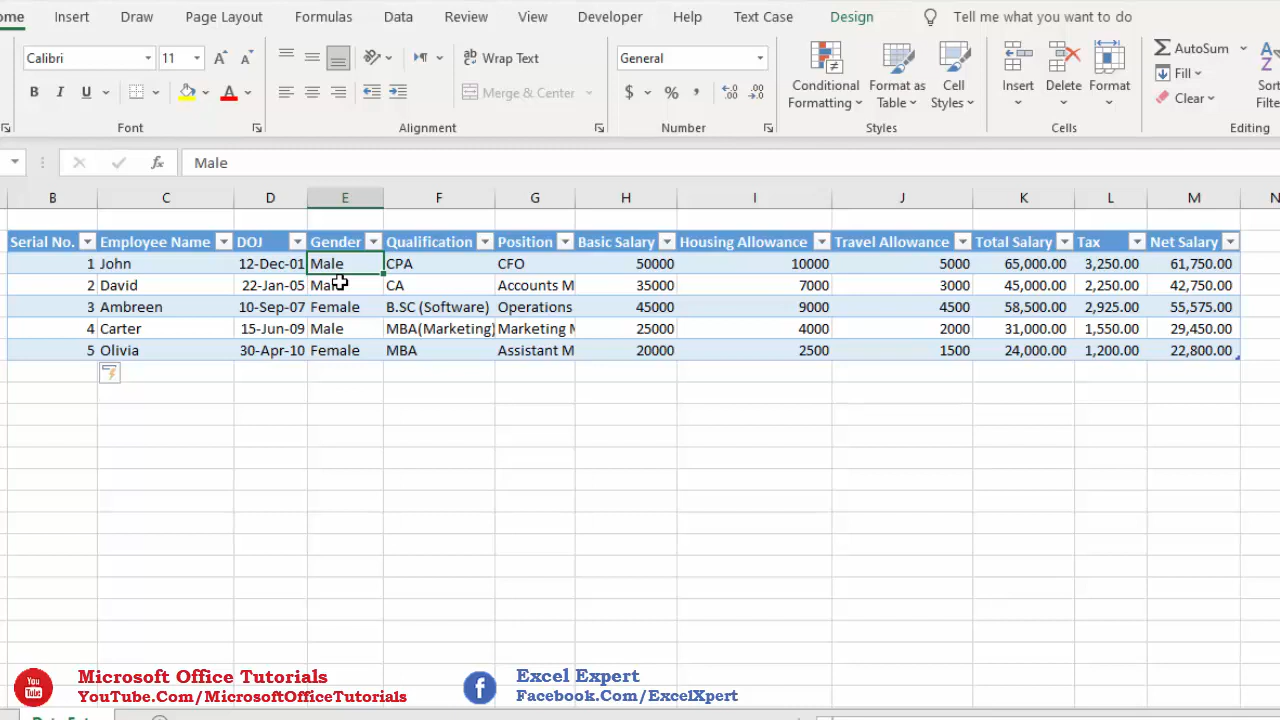 ome Insert Draw Page Layout Formulas Data Review View Developer Help Text Case Design Tell me what you want to do
Calibri 11 A A ab Wrap Text General Conditional Formatting Format as Table Cell Styles Insert Delete Format AutoSum
B I U A Merge & Center $ % , .00 Fill Sort
Clear Filte
Font Alignment Number Styles Cells Editing
fx Male
B C D E F G H I J K L M N
Serial No. Employee Name DOJ Gender Qualification Position Basic Salary Housing Allowance Travel Allowance Total Salary Tax Net Salary
1 John 12-Dec-01 Male CPA CFO 50000 10000 5000 65,000.00 3,250.00 61,750.00
2 David 22-Jan-05 Ma CA Accounts M 35000 7000 3000 45,000.00 2,250.00 42,750.00
3 Ambreen 10-Sep-07 Female B.SC (Software) Operations 45000 9000 4500 58,500.00 2,925.00 55,575.00
4 Carter 15-Jun-09 Male MBA(Marketing) Marketing M 25000 4000 2000 31,000.00 1,550.00 29,450.00
5 Olivia 30-Apr-10 Female MBA Assistant M 20000 2500 1500 24,000.00 1,200.00 22,800.00
You Tube
Microsoft Office Tutorials
YouTube.Com/MicrosoftOfficeTutorials
f
Excel Expert
Facebook.Com/ExcelXpert